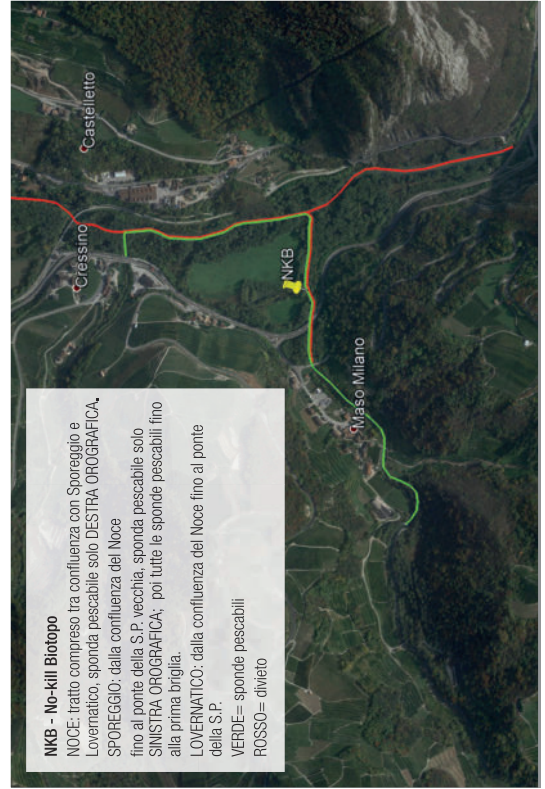 NKB - No-kill Biotopo
NOCE: tratto compreso tra confluenza con Sporeggio e
Lovernatico, sponda pescabile solo DESTRA OROGRAFICA.
SPOREGGIO: dalla confluenza del Noce
fino al ponte della S.P. vecchia, sponda pescabile solo
SINISTRA OROGRAFICA; poi tutte le sponde pescabili fino
alla prima briglia.
LOVERNATICO: dalla confluenza del Noce fino al ponte
della S.P.
VERDE= sponde pescabili
ROSSO= divieto
Castelletto
Cressino
NKB
Maso Milano